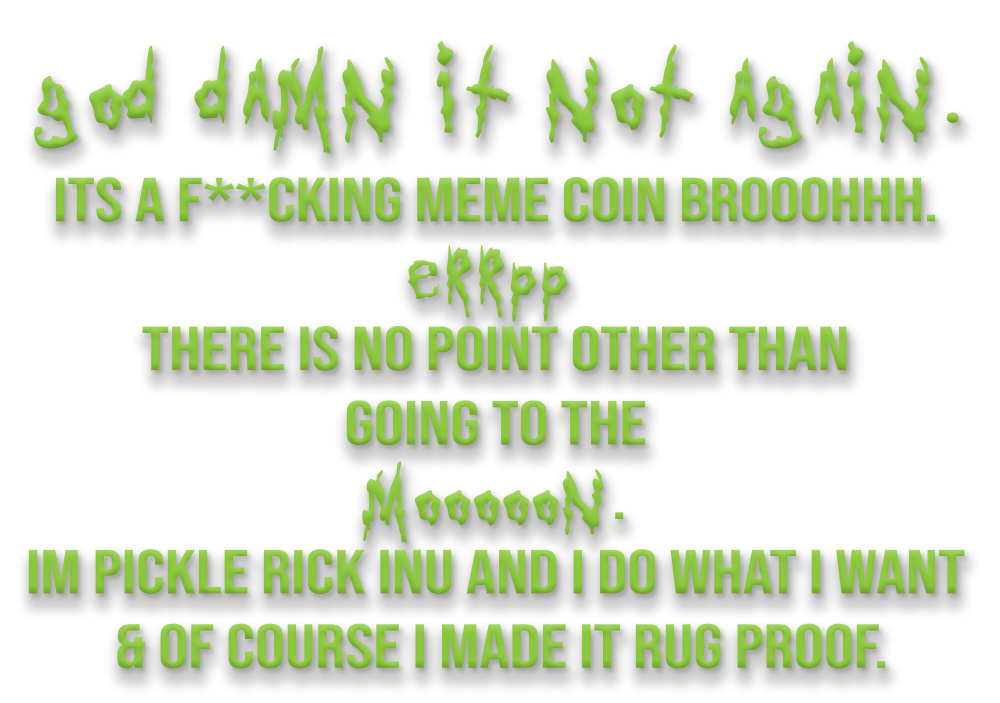 god dAMN it Not AgAiN.
ITS A F**CKING MEME COIN BROOOHHH.
eRRpp
THERE IS NO POINT OTHER THAN
GOING TO THE
MoooooN.
IM PICKLE RICK INU AND I DO WHAT I WANT
& OF COURSE I MADE IT RUG PROOF.